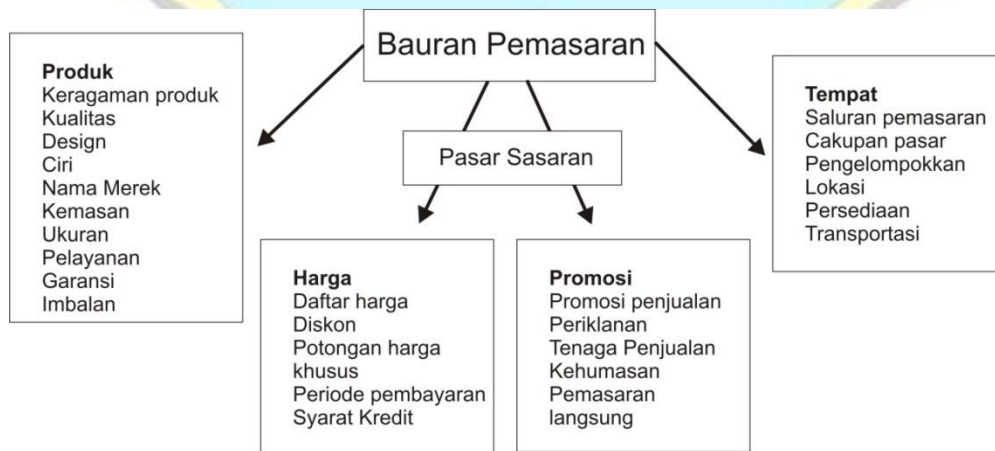 Bauran Pemasaran
Pasar Sasaran
Produk
Keragaman produk
Kualitas
Design
Ciri
Nama Merek
Kemasan
Ukuran
Pelayanan
Garansi
Imbalan
Harga
Daftar harga
Diskon
Potongan harga
khusus
Periode pembayaran
Syarat Kredit
Promosi
Promosi penjualan
Periklanan
Tenaga Penjualan
Kehumasan
Pemasaran
langsung
Tempat
Saluran pemasaran
Cakupan pasar
Pengelompokkan
Lokasi
Persediaan
Transportasi